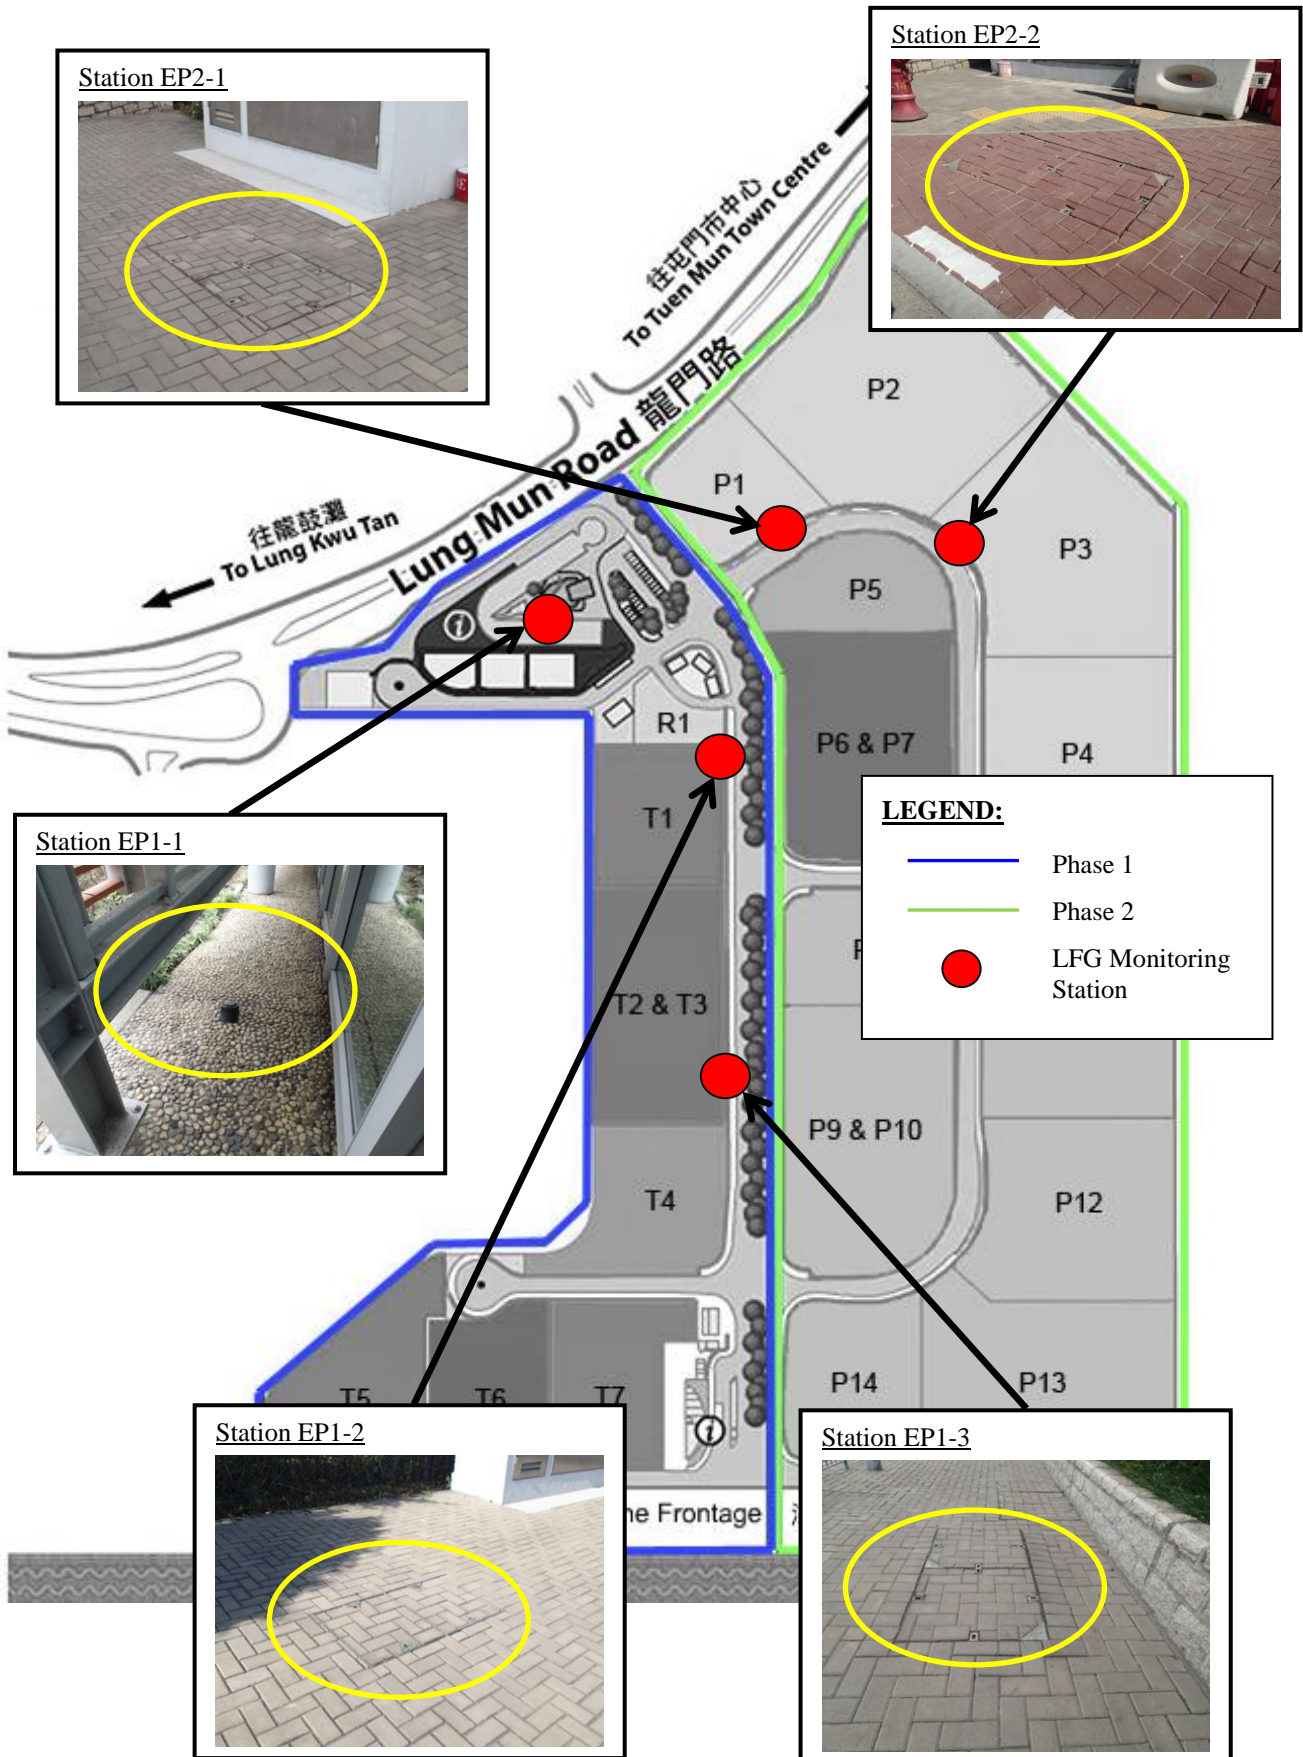 Station EP2-1
Station EP2-2
往屯門市中心
To Tuen Mun Town Centre
Lung Mun Road 龍門路
往龍鼓灘
To Lung Kwu Tan
P2
P1
P3
P5
R1
P6 & P7
P4
T1
Station EP1-1
LEGEND:
Phase 1
Phase 2
LFG Monitoring
Station
T2 & T3
P9 & P10
T4
P12
T5
T6
T7
P14
P13
Station EP1-2
Station EP1-3
Frontage